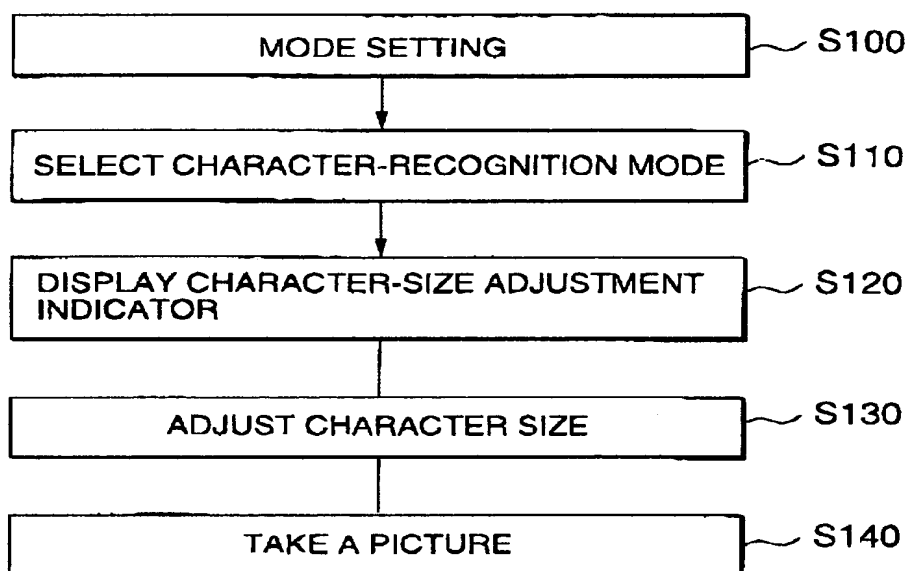 MODE SETTING S100
SELECT CHARACTER-RECOGNITION MODE S110
DISPLAY CHARACTER-SIZE ADJUSTMENT
INDICATOR
S120
ADJUST CHARACTER SIZE S130
TAKE A PICTURE S140